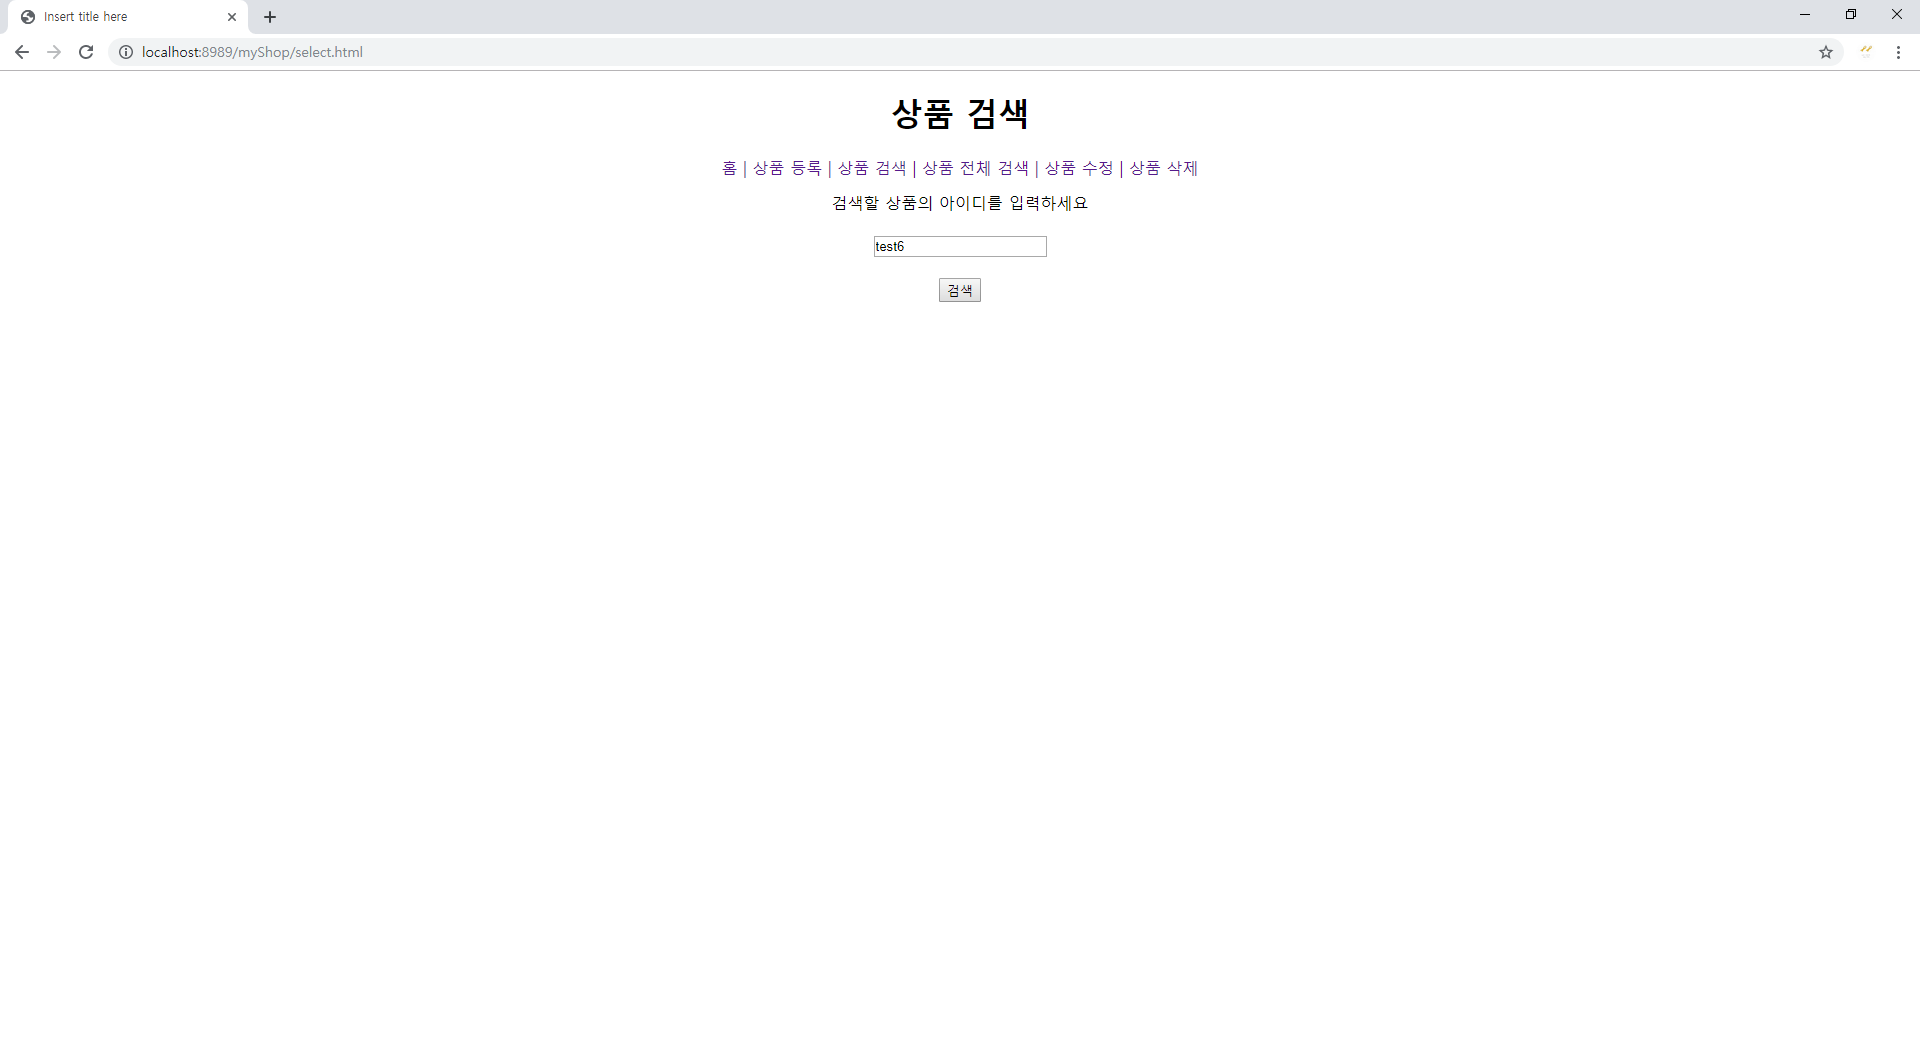 Insert title here
localhost:8989/myShop/select.html
상품 검색
홈 | 상품 등록 | 상품 검색 | 상품 전체 검색 | 상품 수정 | 상품 삭제
검색할 상품의 아이디를 입력하세요
test6
검색